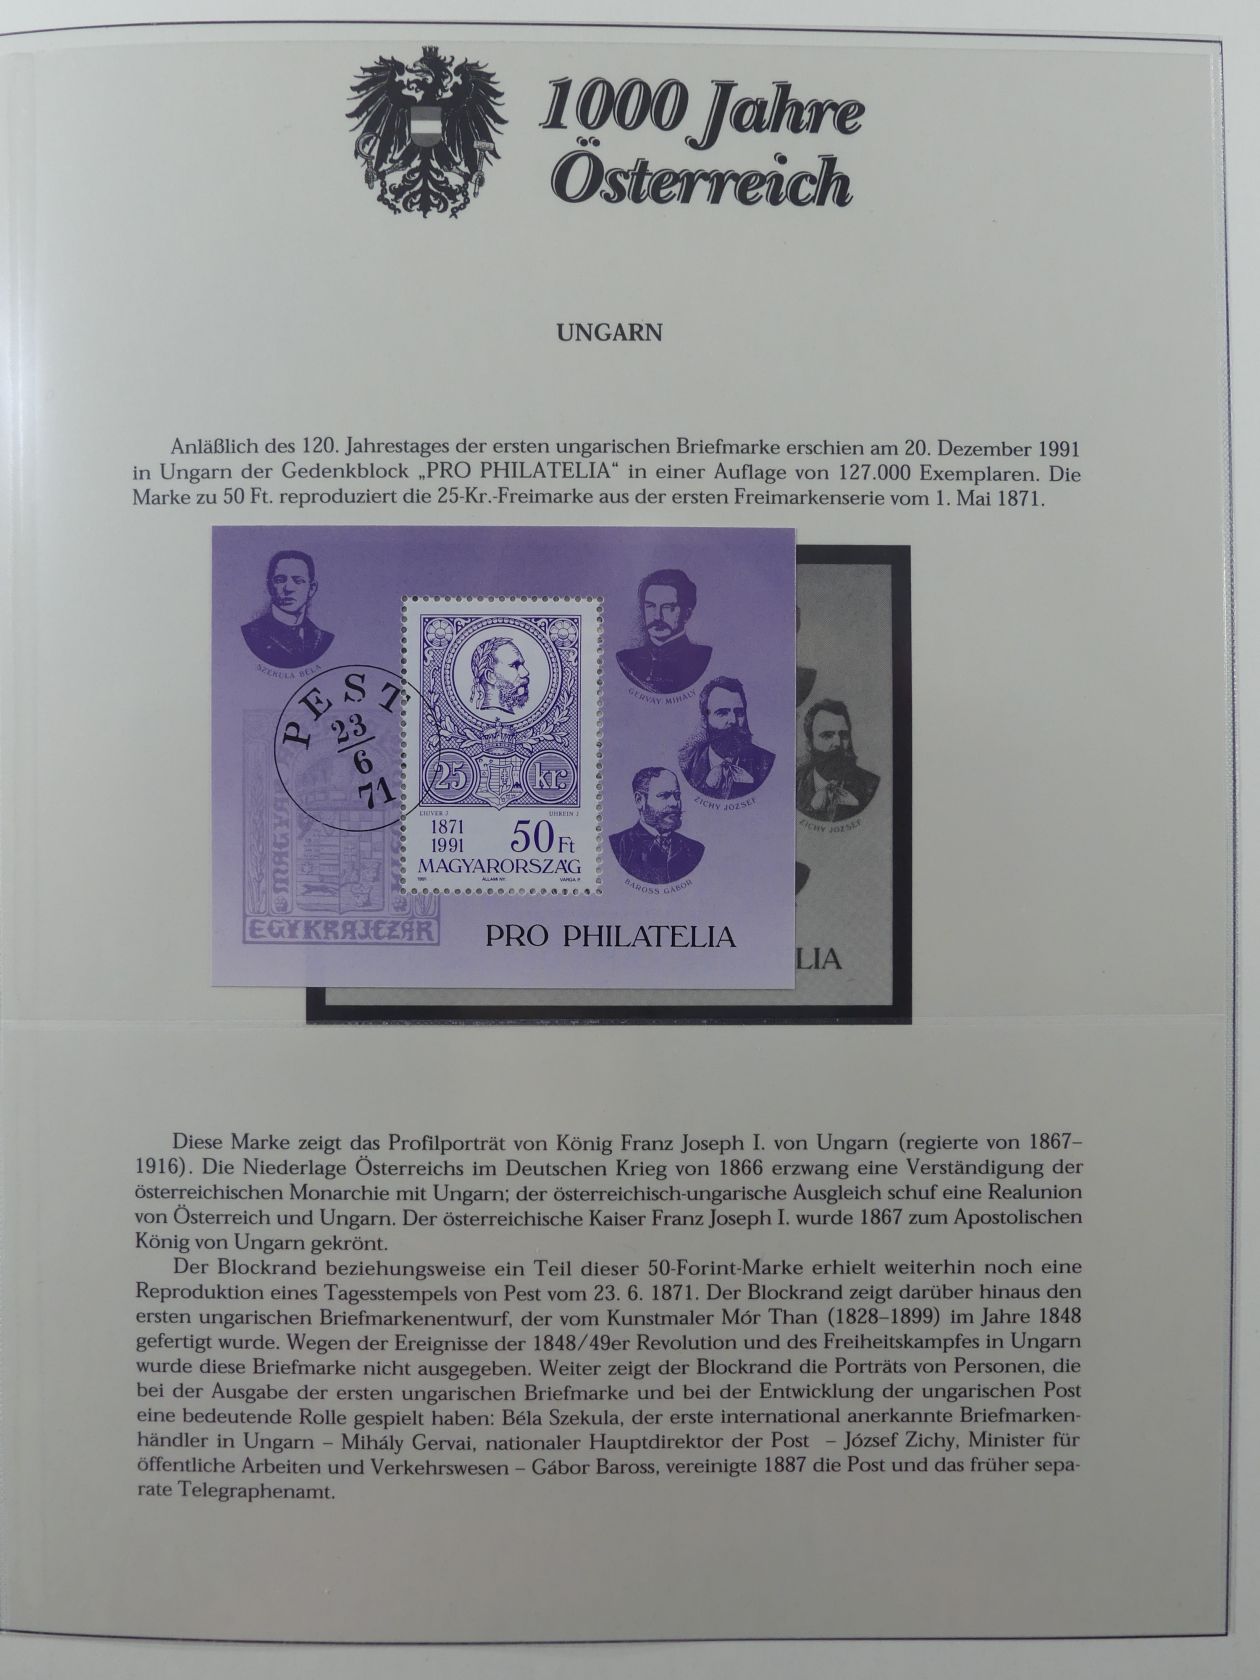 1000 Jahre
Österreich
UNGARN
Anläßlich des 120. Jahrestages der ersten ungarischen Briefmarke erschien am 20. Dezember 1991
in Ungarn der Gedenkblock „PRO PHILATELIA“ in einer Auflage von 127.000 Exemplaren. Die
Marke zu 50 Ft. reproduziert die 25-Kr.-Freimarke aus der ersten Freimarkenserie vom 1. Mai 1871.
SZEKULA BÉLA
GERVAY MIHÁLY
PEST
23
6
71
25 kr.
ZICHY JÓZSEF
ZICHY JÓZSEF
LHIVER J UHREIN J
1871
1991
50 Ft
MAGYARORSZÁG
1991 ÁLLAMI NY. VARGA P.
BAROSS GÁBOR
MAGYAR
EGYKRAJCZÁR
PRO PHILATELIA
LIA
Diese Marke zeigt das Profilporträt von König Franz Joseph I. von Ungarn (regierte von 1867–
1916). Die Niederlage Österreichs im Deutschen Krieg von 1866 erzwang eine Verständigung der
österreichischen Monarchie mit Ungarn; der österreichisch-ungarische Ausgleich schuf eine Realunion
von Österreich und Ungarn. Der österreichische Kaiser Franz Joseph I. wurde 1867 zum Apostolischen
König von Ungarn gekrönt.
Der Blockrand beziehungsweise ein Teil dieser 50-Forint-Marke erhielt weiterhin noch eine
Reproduktion eines Tagesstempels von Pest vom 23. 6. 1871. Der Blockrand zeigt darüber hinaus den
ersten ungarischen Briefmarkenentwurf, der vom Kunstmaler Mór Than (1828–1899) im Jahre 1848
gefertigt wurde. Wegen der Ereignisse der 1848/49er Revolution und des Freiheitskampfes in Ungarn
wurde diese Briefmarke nicht ausgegeben. Weiter zeigt der Blockrand die Porträts von Personen, die
bei der Ausgabe der ersten ungarischen Briefmarke und bei der Entwicklung der ungarischen Post
eine bedeutende Rolle gespielt haben: Béla Szekula, der erste international anerkannte Briefmarken-
händler in Ungarn – Mihály Gervai, nationaler Hauptdirektor der Post – József Zichy, Minister für
öffentliche Arbeiten und Verkehrswesen – Gábor Baross, vereinigte 1887 die Post und das früher sepa-
rate Telegraphenamt.